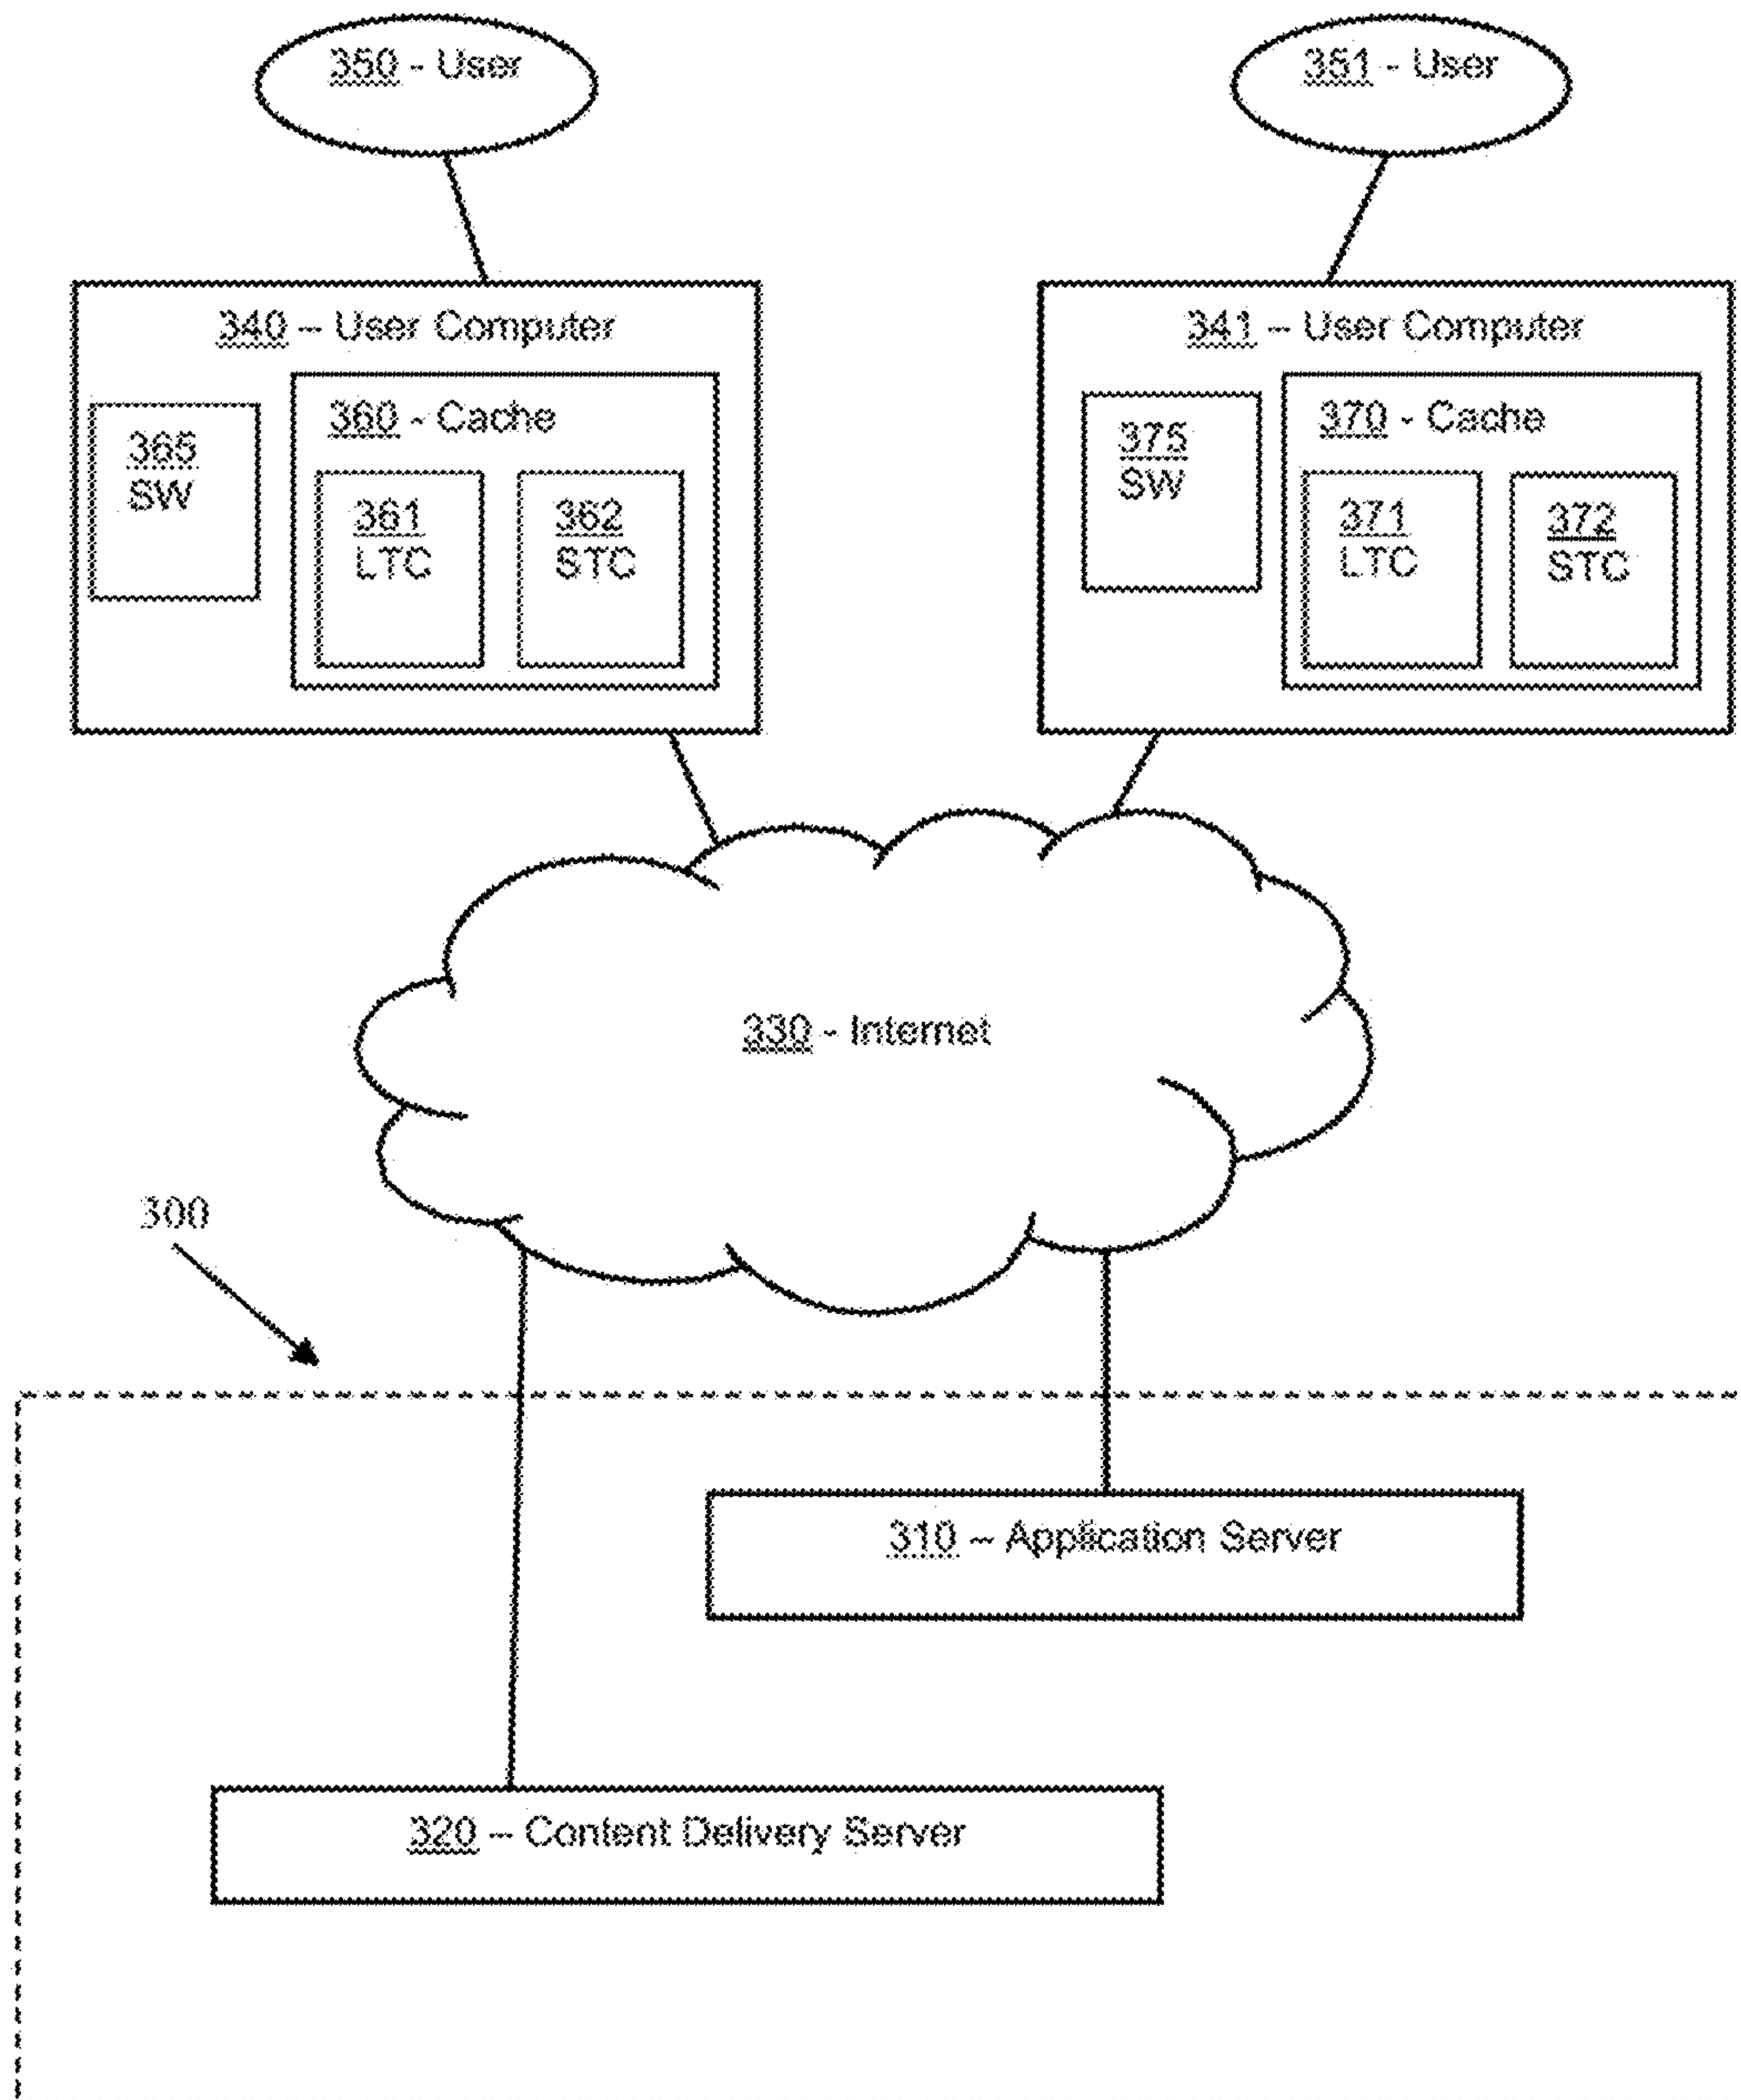 350 - User
351 - User
340 – User Computer
365
SW
360 - Cache
361
LTC
362
STC
341 – User Computer
375
SW
370 - Cache
371
LTC
372
STC
330 - Internet
300
310 – Application Server
320 – Content Delivery Server